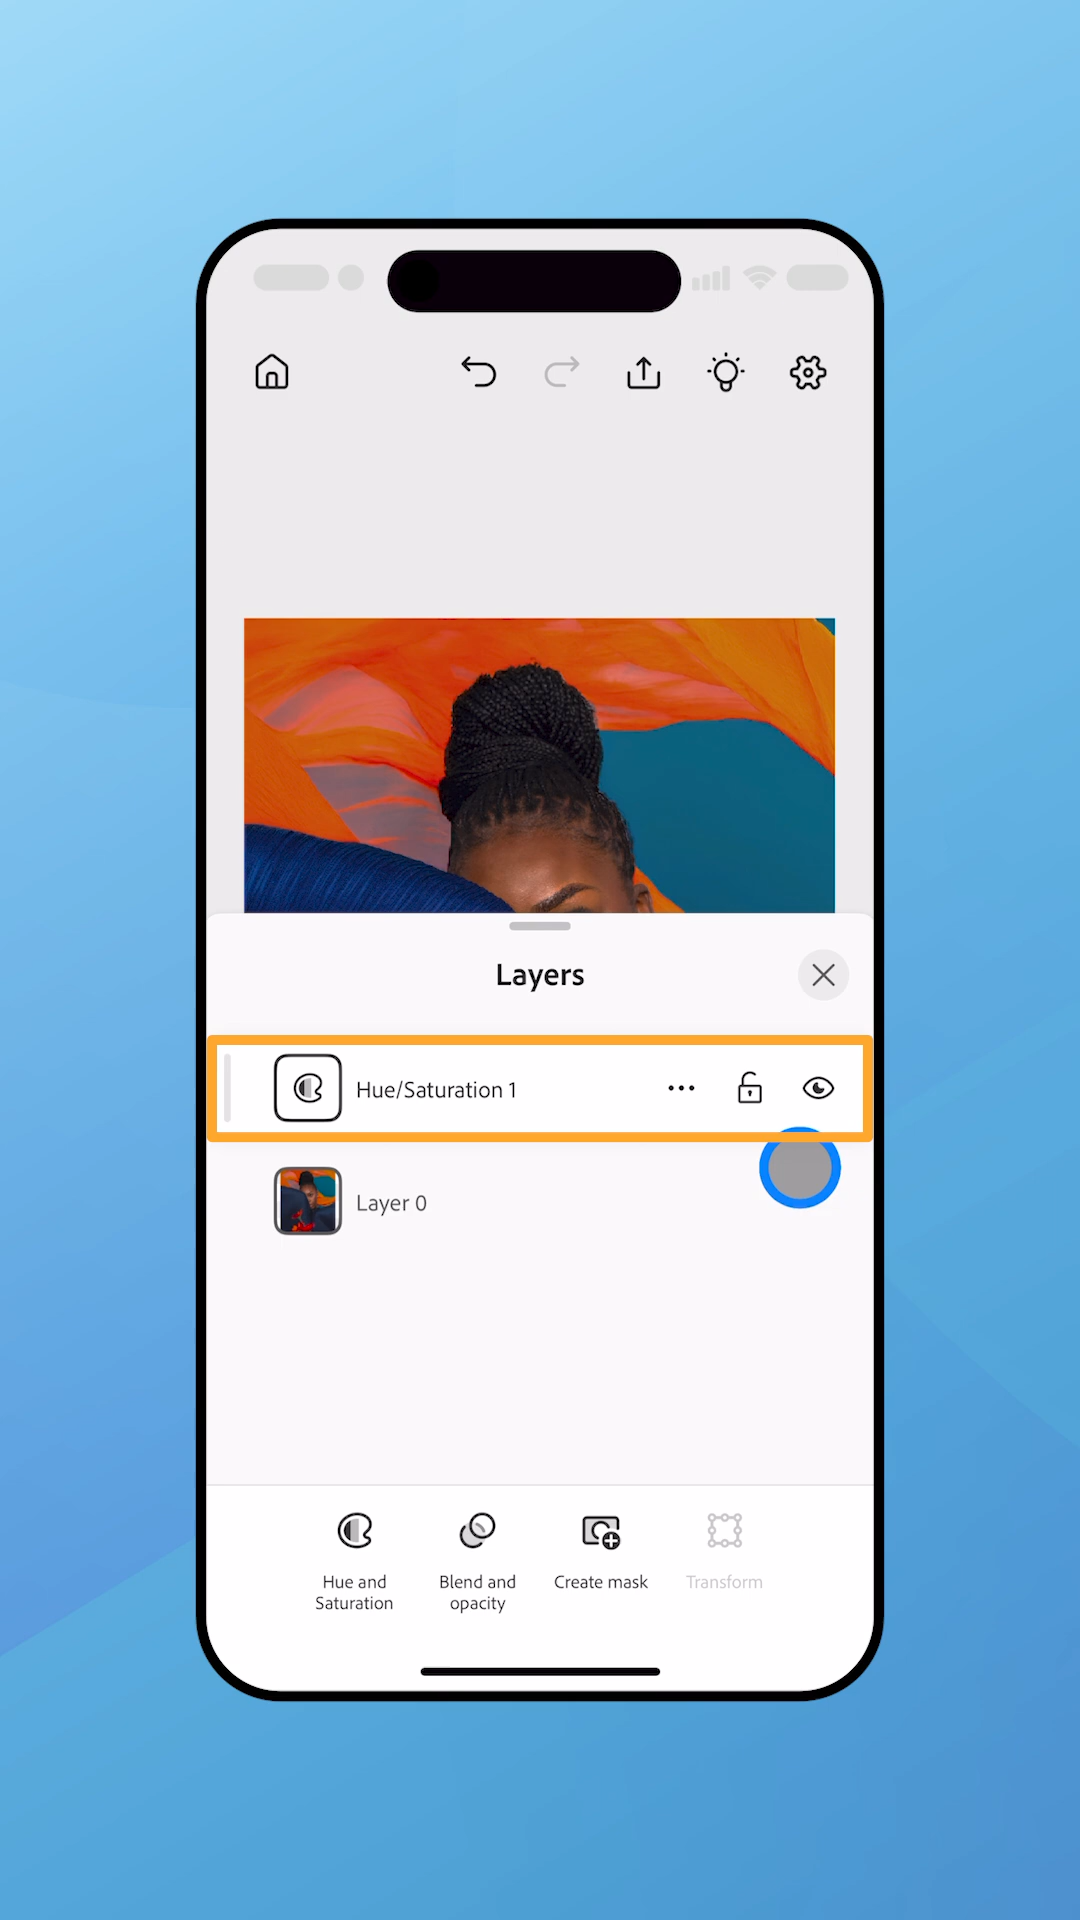 Layers
Hue/Saturation 1
Layer 0
Hue and
Saturation
Blend and
opacity
Create mask
Transform